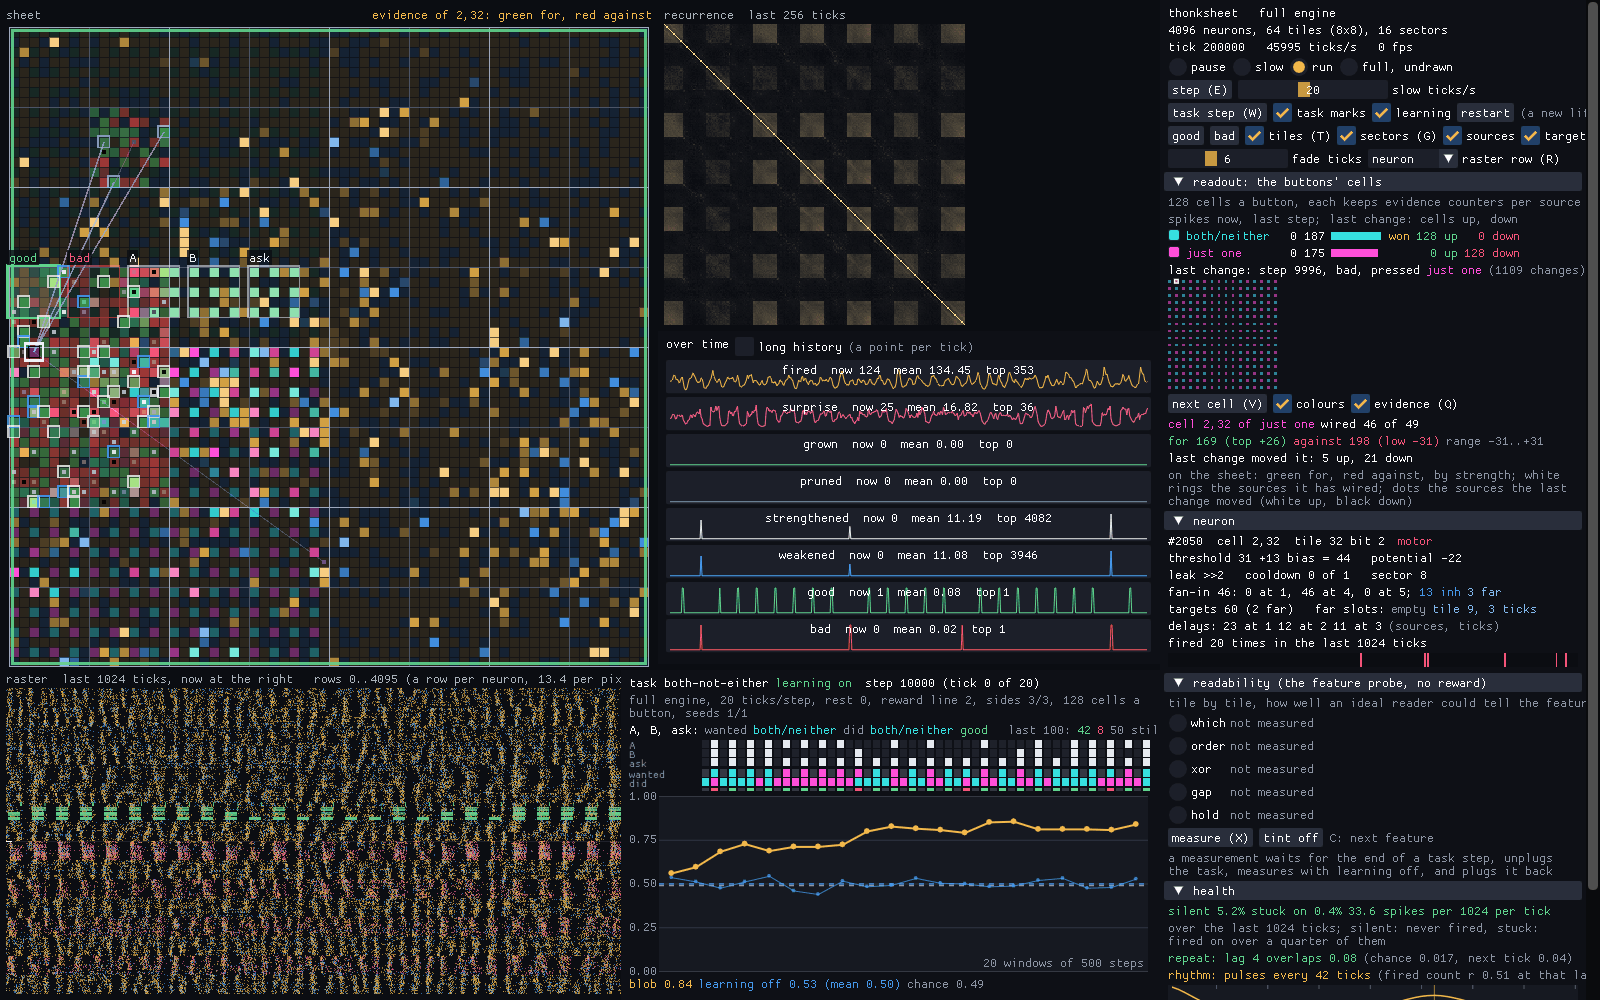 sheet
evidence of 2,32: green for, red against
good
bad
A
B
ask
raster  last 1024 ticks, now at the right  rows 0..4095 (a row per neuron, 13.4 per pix
recurrence  last 256 ticks
over time
long history (a point per tick)
fired  now 124  mean 134.45  top 353
surprise  now 25  mean 16.82  top 36
grown  now 0  mean 0.00  top 0
pruned  now 0  mean 0.00  top 0
strengthened  now 0  mean 11.19  top 4082
weakened  now 0  mean 11.08  top 3946
good  now 1  mean 0.08  top 1
bad  now 0  mean 0.02  top 1
task both-not-either learning on  step 10000 (tick 0 of 20)
full engine, 20 ticks/step, rest 0, reward line 2, sides 3/3, 128 cells a
button, seeds 1/1
A, B, ask: wanted both/neither did both/neither good  last 100: 42 8 50 stil
A
B
ask
wanted
did
1.00
0.75
0.50
0.25
0.00
20 windows of 500 steps
blob 0.84 learning off 0.53 (mean 0.50) chance 0.49
thonksheet  full engine
4096 neurons, 64 tiles (8x8), 16 sectors
tick 200000  45995 ticks/s  0 fps
pause  slow  run  full, undrawn
step (E)  20  slow ticks/s
task step (W)  task marks  learning  restart  (a new li
good  bad  tiles (T)  sectors (G)  sources  target
6  fade ticks  neuron  raster row (R)
readout: the buttons' cells
128 cells a button, each keeps evidence counters per source
spikes now, last step; last change: cells up, down
both/neither  0 187  won 128 up  0 down
just one  0 175  0 up 128 down
last change: step 9996, bad, pressed just one (1109 changes)
next cell (V)  colours  evidence (Q)
cell 2,32 of just one wired 46 of 49
for 169 (top +26) against 198 (low -31) range -31..+31
last change moved it: 5 up, 21 down
on the sheet: green for, red against, by strength; white
rings the sources it has wired; dots the sources the last
change moved (white up, black down)
neuron
#2050  cell 2,32  tile 32 bit 2  motor
threshold 31 +13 bias = 44  potential -22
leak >>2  cooldown 0 of 1  sector 8
fan-in 46: 0 at 1, 46 at 4, 0 at 5; 13 inh 3 far
targets 60 (2 far)  far slots: empty tile 9, 3 ticks
delays: 23 at 1 12 at 2 11 at 3 (sources, ticks)
fired 20 times in the last 1024 ticks
readability (the feature probe, no reward)
tile by tile, how well an ideal reader could tell the featur
which not measured
order not measured
xor  not measured
gap  not measured
hold  not measured
measure (X)  tint off  C: next feature
a measurement waits for the end of a task step, unplugs
the task, measures with learning off, and plugs it back
health
silent 5.2% stuck on 0.4% 33.6 spikes per 1024 per tick
over the last 1024 ticks; silent: never fired, stuck:
fired on over a quarter of them
repeat: lag 4 overlaps 0.08 (chance 0.017, next tick 0.04)
rhythm: pulses every 42 ticks (fired count r 0.51 at that la